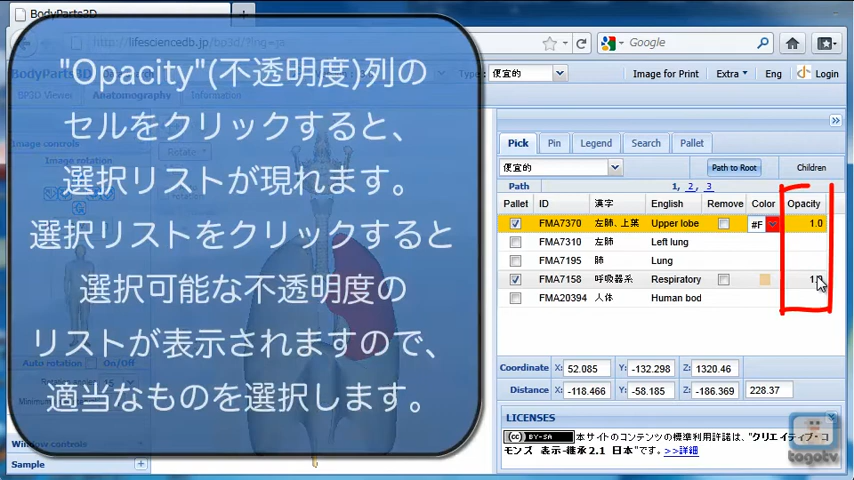 BodyParts3D
http://lifesciencedb.jp/bp3d/?lng=ja
Google
BodyParts3D
Type :
便宜的
Image for Print
Extra
Eng
Login
BP3D Viewer
Anatomography
Information
"Opacity"(不透明度)列の
セルをクリックすると、
選択リストが現れます。
選択リストをクリックすると
選択可能な不透明度の
リストが表示されますので、
適当なものを選択します。
Image controls
Image rotation
Rotate
Auto rotation
On/Off
Window controls
Sample
Pick Pin Legend Search Pallet
便宜的
Path to Root
Children
Path
1, 2, 3
Pallet ID 漢字 English Remove Color Opacity
FMA7370 左肺、上葉 Upper lobe #F 1.0
FMA7310 左肺 Left lung
FMA7195 肺 Lung
FMA7158 呼吸器系 Respiratory
FMA20394 人体 Human bod
Coordinate X: 52.085 Y: -132.298 Z: 1320.46
Distance X: -118.466 Y: -58.185 Z: -186.369 228.37
LICENSES
(cc) BY-SA 本サイトのコンテンツの標準利用許諾は、"クリエイティブ・コ
モンズ 表示-継承2.1 日本"です。 >>詳細
togotv